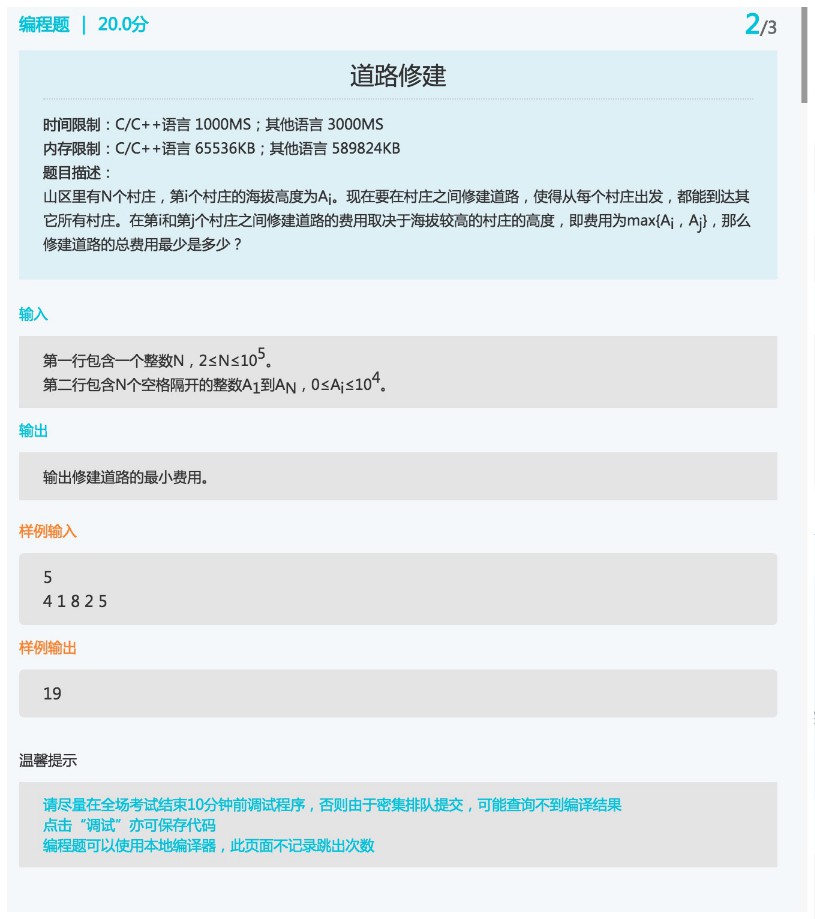 编程题 | 20.0分
2/3
道路修建
时间限制：C/C++语言 1000MS；其他语言 3000MS
内存限制：C/C++语言 65536KB；其他语言 589824KB
题目描述：
山区里有N个村庄，第i个村庄的海拔高度为Ai。现在要在村庄之间修建道路，使得从每个村庄出发，都能到达其
它所有村庄。在第i和第j个村庄之间修建道路的费用取决于海拔较高的村庄的高度，即费用为max{Ai，Aj}，那么
修建道路的总费用最少是多少？
输入
第一行包含一个整数N，2≤N≤10^5。
第二行包含N个空格隔开的整数A1到AN，0≤Ai≤10^4。
输出
输出修建道路的最小费用。
样例输入
5
4 1 8 2 5
样例输出
19
温馨提示
请尽量在全场考试结束10分钟前调试程序，否则由于密集排队提交，可能查询不到编译结果
点击“调试”亦可保存代码
编程题可以使用本地编译器，此页面不记录跳出次数